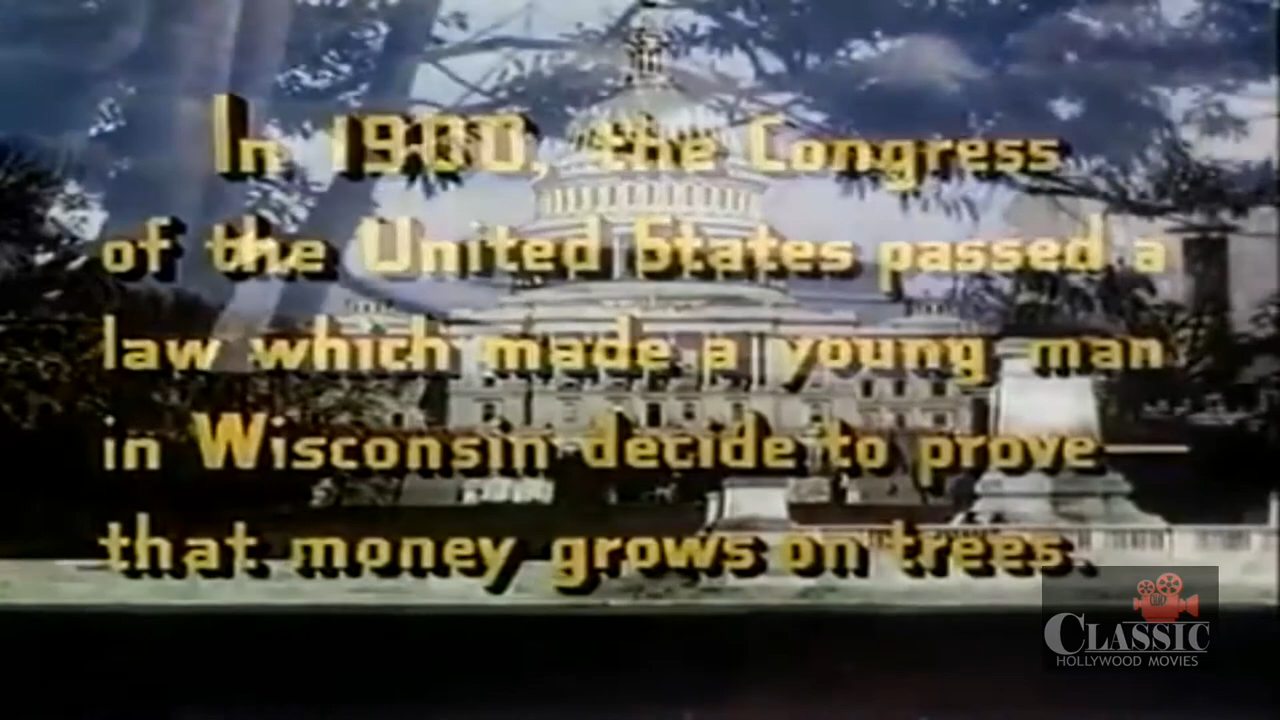 In 1900, the Congress
of the United States passed a
law which made a young man
in Wisconsin decide to prove—
that money grows on trees.
CLASSIC
HOLLYWOOD MOVIES